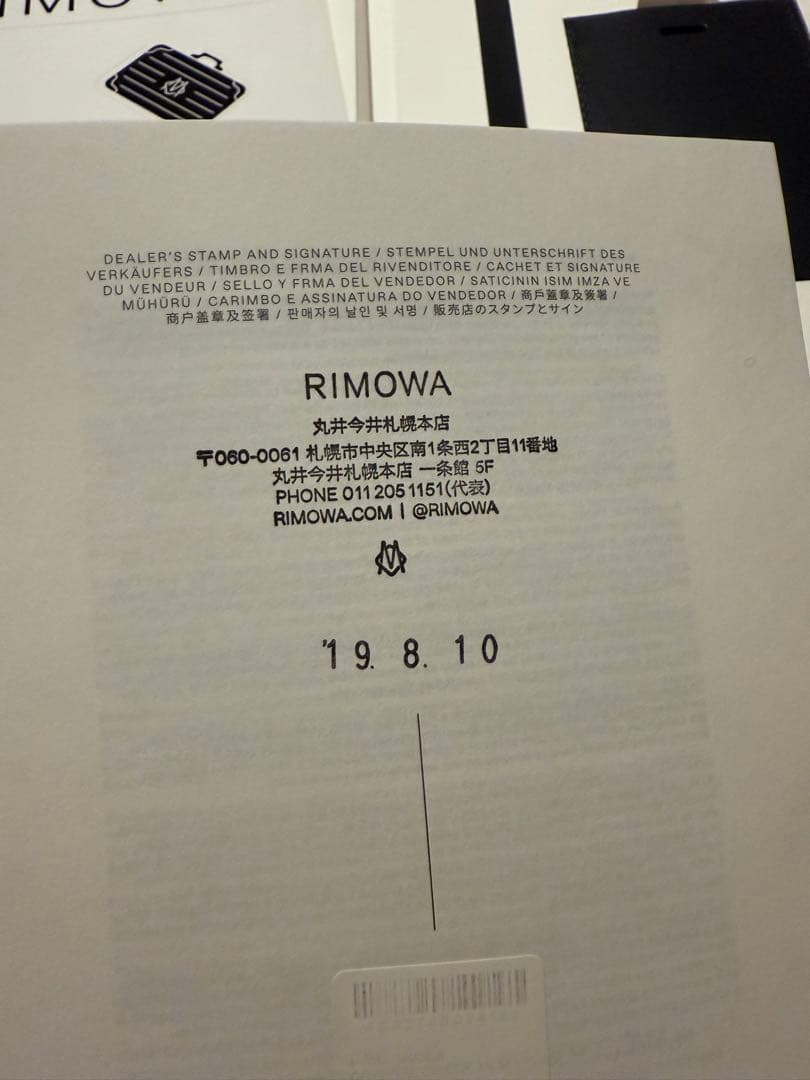 DEALER'S STAMP AND SIGNATURE / STEMPEL UND UNTERSCHRIFT DES
VERKÄUFERS / TIMBRO E FRMA DEL RIVENDITORE / CACHET ET SIGNATURE
DU VENDEUR / SELLO Y FRMA DEL VENDEDOR / SATICININ ISIM IMZA VE
MÜHÜRÜ / CARIMBO E ASSINATURA DO VENDEDOR / 商戶蓋章及簽署 /
商户盖章及签署 / 판매자의 날인 및 서명 / 販売店のスタンプとサイン
RIMOWA
丸井今井札幌本店
〒060-0061 札幌市中央区南1条西2丁目11番地
丸井今井札幌本店 一条館 5F
PHONE 011 205 1151(代表)
RIMOWA.COM | @RIMOWA
'19. 8. 10